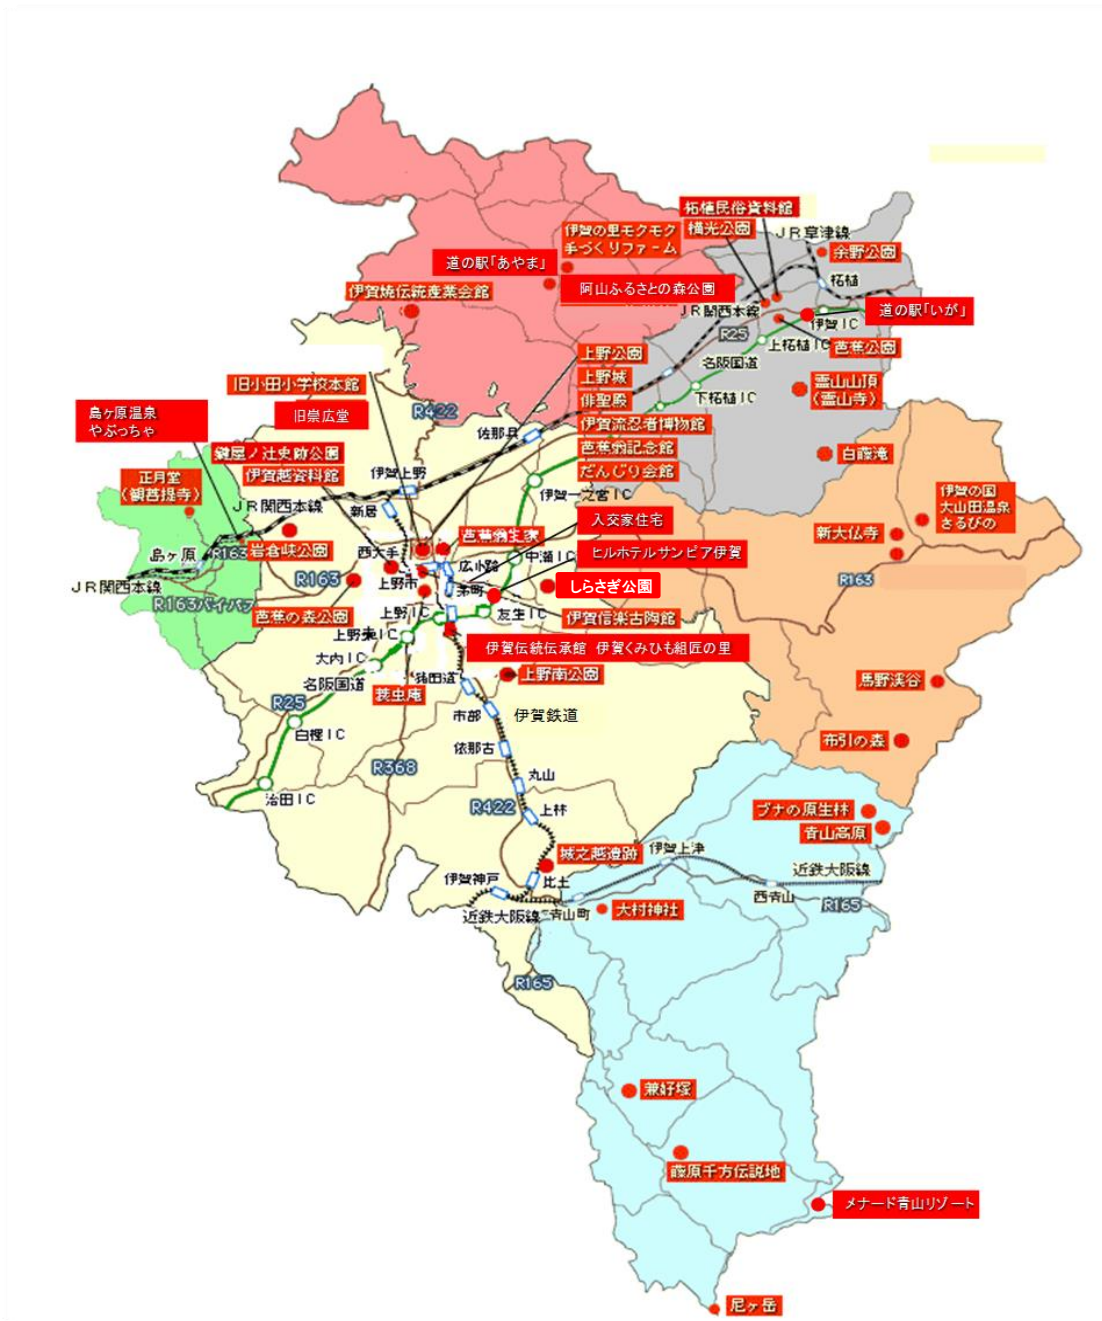 柘植民俗資料館
横光公園
JR草津線
余野公園
伊賀の里モクモク
手づくりファーム
道の駅「あやま」
柘植
阿山ふるさとの森公園
伊賀焼伝統産業会館
JR関西本線
道の駅「いが」
伊賀IC
R25
上柘植IC
芭蕉公園
名阪国道
上野公園
上野城
俳聖殿
伊賀流忍者博物館
芭蕉翁記念館
だんじり会館
下柘植IC
霊山山頂
(霊山寺)
旧小田小学校本館
R422
島ヶ原温泉
やぶっちゃ
旧崇広堂
佐那具
鍵屋ノ辻史跡公園
伊賀越資料館
白藤滝
正月堂
(観菩提寺)
伊賀上野
伊賀一之宮IC
伊賀の国
大山田温泉
さるびの
JR関西本線
新居
入交家住宅
新大仏寺
芭蕉翁生家
島ヶ原
R163
岩倉峡公園
西大手
広小路
中瀬IC
ヒルホテルサンピア伊賀
JR関西本線
R163
上野市
茅町
しらさぎ公園
R163
R163バイパス
芭蕉の森公園
上野IC
友生IC
伊賀信楽古陶館
上野東IC
伊賀伝統伝承館 伊賀くみひも組匠の里
大内IC
猪田道
上野南公園
名阪国道
蓑虫庵
馬野渓谷
R25
市部
伊賀鉄道
白樫IC
依那古
布引の森
R368
丸山
治田IC
R422
上林
ブナの原生林
青山高原
城之越遺跡
伊賀上津
伊賀神戸
比土
近鉄大阪線
西青山
近鉄大阪線
青山町
大村神社
R165
R165
兼好塚
藤原千方伝説地
メナード青山リゾート
尼ヶ岳